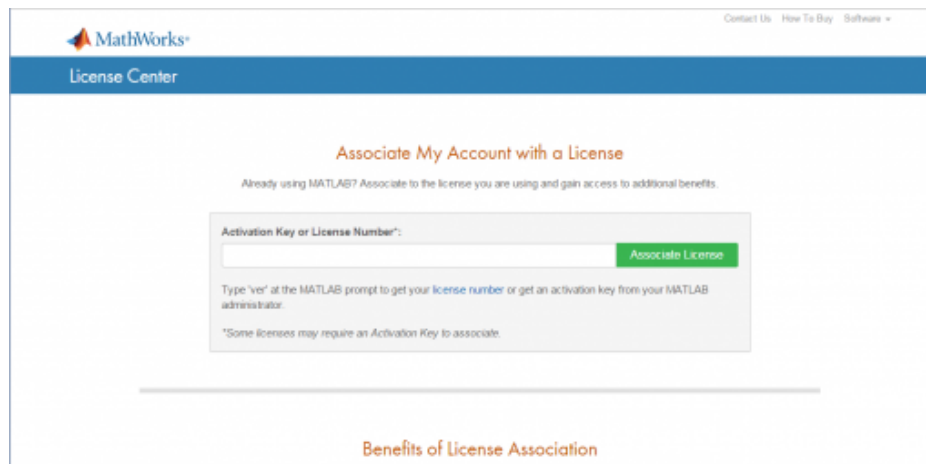 Contact Us How To Buy Software
MathWorks®
License Center
Associate My Account with a License
Already using MATLAB? Associate to the license you are using and gain access to additional benefits.
Activation Key or License Number*:
Associate License
Type 'ver' at the MATLAB prompt to get your license number or get an activation key from your MATLAB
administrator.
*Some licenses may require an Activation Key to associate.
Benefits of License Association